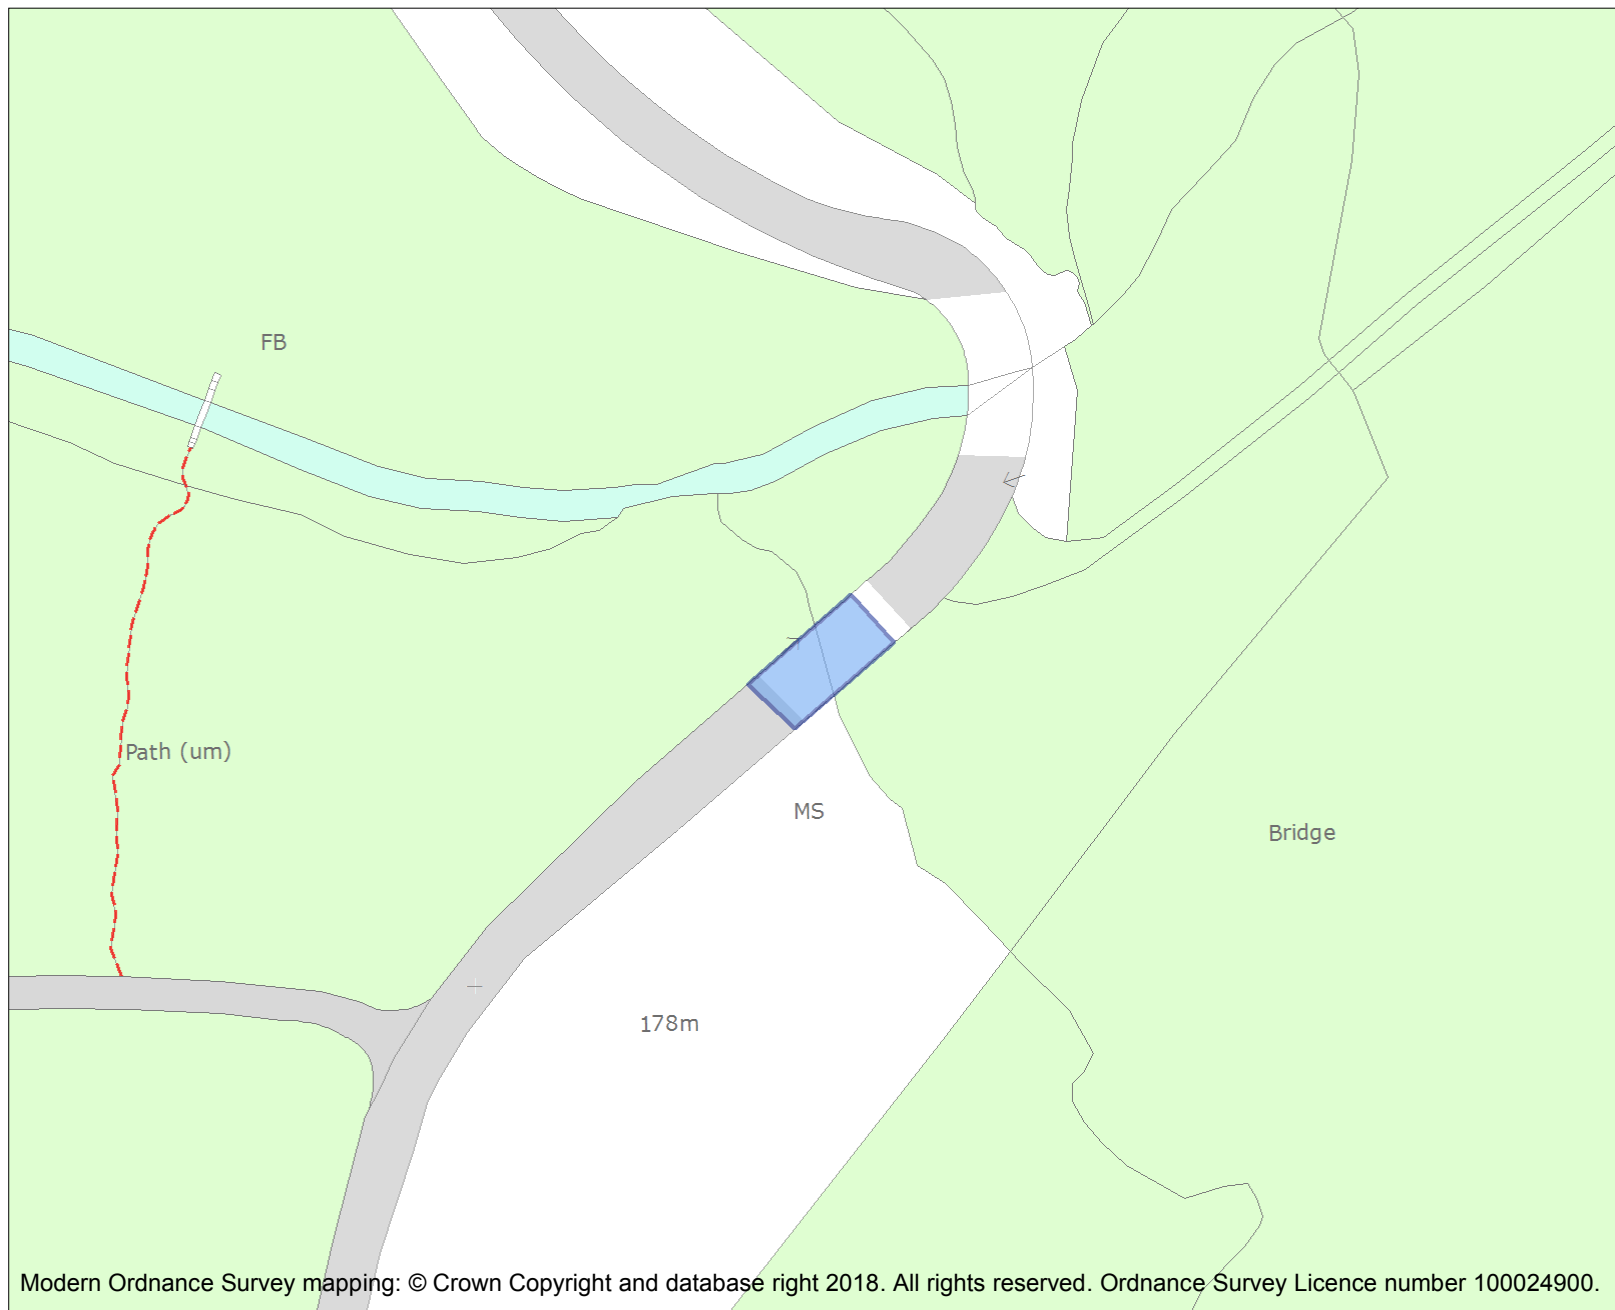 FB
Path (um)
MS
Bridge
178m
Modern Ordnance Survey mapping: © Crown Copyright and database right 2018. All rights reserved. Ordnance Survey Licence number 100024900.